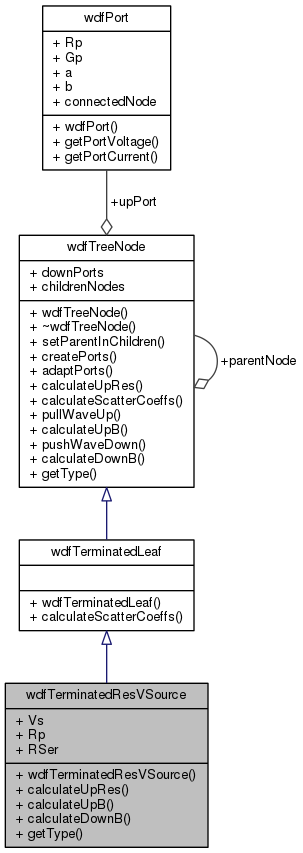 wdfPort
+ Rp
+ Gp
+ a
+ b
+ connectedNode
+ wdfPort()
+ getPortVoltage()
+ getPortCurrent()
+upPort
wdfTreeNode
+ downPorts
+ childrenNodes
+ wdfTreeNode()
+ ~wdfTreeNode()
+ setParentInChildren()
+ createPorts()
+ adaptPorts()
+ calculateUpRes()
+ calculateScatterCoeffs()
+ pullWaveUp()
+ calculateUpB()
+ pushWaveDown()
+ calculateDownB()
+ getType()
+parentNode
wdfTerminatedLeaf
+ wdfTerminatedLeaf()
+ calculateScatterCoeffs()
wdfTerminatedResVSource
+ Vs
+ Rp
+ RSer
+ wdfTerminatedResVSource()
+ calculateUpRes()
+ calculateUpB()
+ calculateDownB()
+ getType()